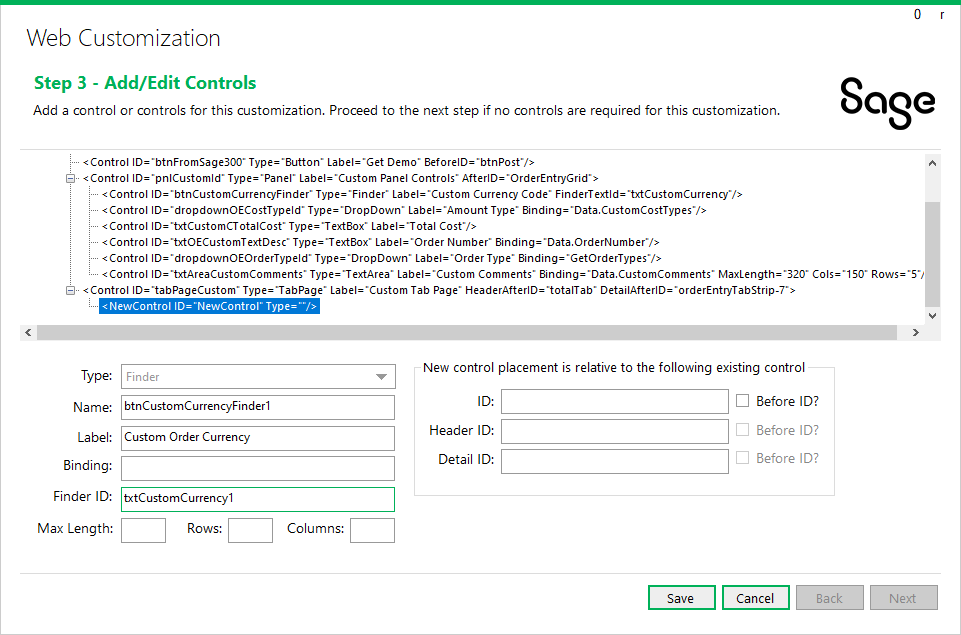 0 r
Web Customization
Step 3 - Add/Edit Controls
Add a control or controls for this customization. Proceed to the next step if no controls are required for this customization.
Sage
<Control ID="btnFromSage300" Type="Button" Label="Get Demo" BeforeID="btnPost"/>
<Control ID="pnlCustomId" Type="Panel" Label="Custom Panel Controls" AfterID="OrderEntryGrid">
<Control ID="btnCustomCurrencyFinder" Type="Finder" Label="Custom Currency Code" FinderTextId="txtCustomCurrency"/>
<Control ID="dropdownOECostTypeId" Type="DropDown" Label="Amount Type" Binding="Data.CustomCostTypes"/>
<Control ID="txtCustomCTotalCost" Type="TextBox" Label="Total Cost"/>
<Control ID="txtOECustomTextDesc" Type="TextBox" Label="Order Number" Binding="Data.OrderNumber"/>
<Control ID="dropdownOEOrderTypeId" Type="DropDown" Label="Order Type" Binding="GetOrderTypes"/>
<Control ID="txtAreaCustomComments" Type="TextArea" Label="Custom Comments" Binding="Data.CustomComments" MaxLength="320" Cols="150" Rows="5"/
<Control ID="tabPageCustom" Type="TabPage" Label="Custom Tab Page" HeaderAfterID="totalTab" DetailAfterID="orderEntryTabStrip-7">
<NewControl ID="NewControl" Type=""/>
Type: Finder
Name: btnCustomCurrencyFinder1
Label: Custom Order Currency
Binding:
Finder ID: txtCustomCurrency1
Max Length: Rows: Columns:
New control placement is relative to the following existing control
ID: Before ID?
Header ID: Before ID?
Detail ID: Before ID?
Save Cancel Back Next